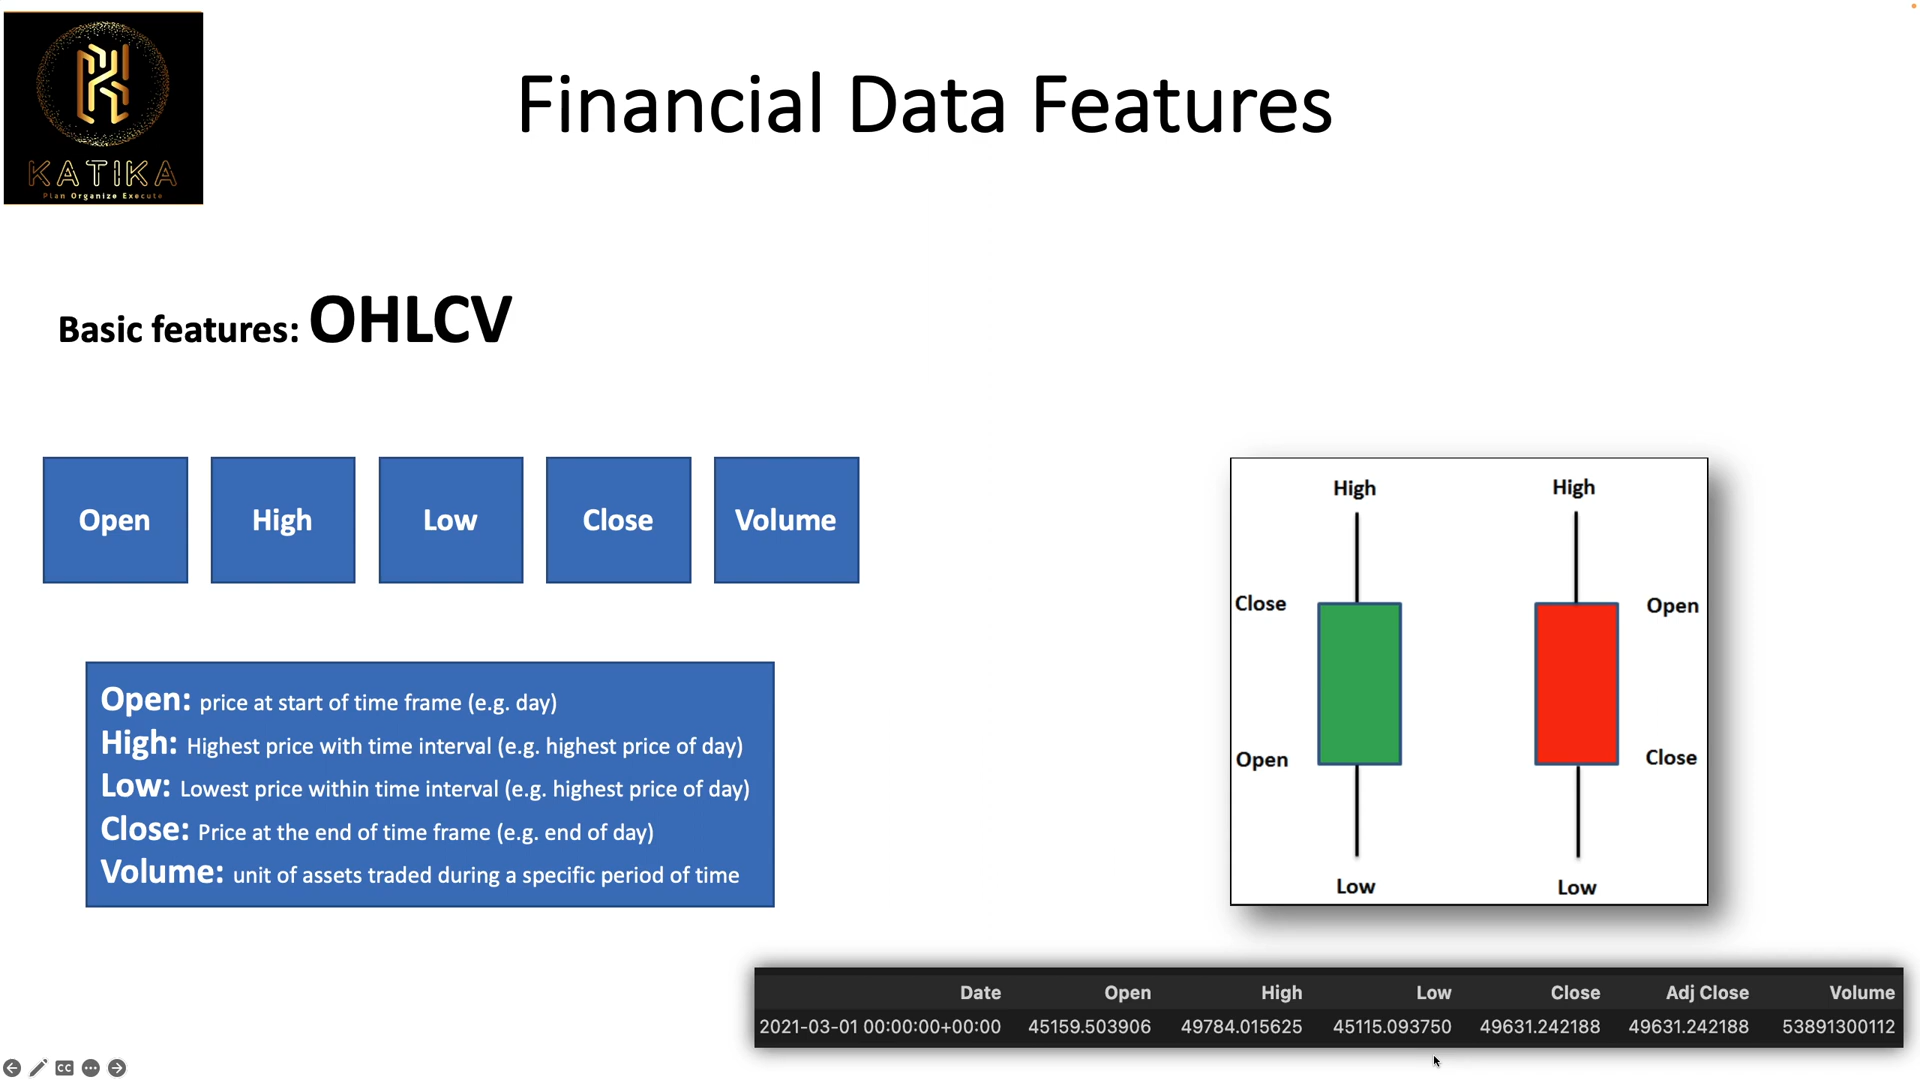 KATIKA
Plan Organize Execute
Financial Data Features
Basic features: OHLCV
Open High Low Close Volume
Open: price at start of time frame (e.g. day)
High: Highest price with time interval (e.g. highest price of day)
Low: Lowest price within time interval (e.g. highest price of day)
Close: Price at the end of time frame (e.g. end of day)
Volume: unit of assets traded during a specific period of time
High High
Close Open
Open Close
Low Low
Date Open High Low Close Adj Close Volume
2021-03-01 00:00:00+00:00 45159.503906 49784.015625 45115.093750 49631.242188 49631.242188 53891300112
CC